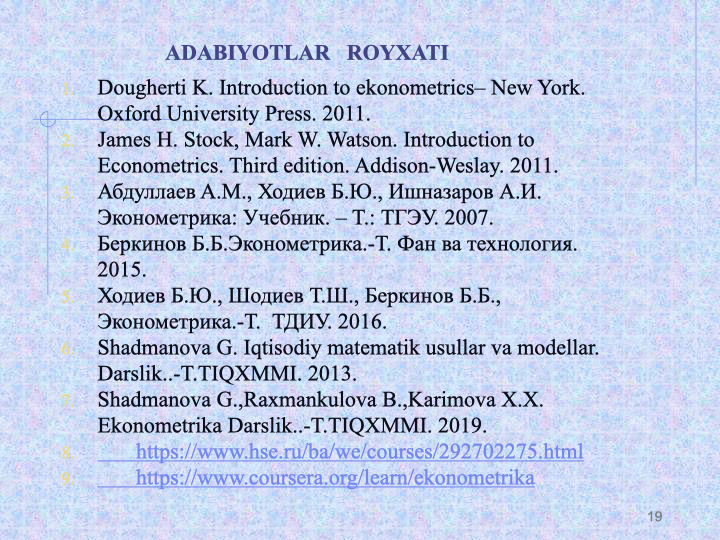 ADABIYOTLAR ROYXATI
1. Dougherti K. Introduction to ekonometrics– New York.
Oxford University Press. 2011.
2. James H. Stock, Mark W. Watson. Introduction to
Econometrics. Third edition. Addison-Weslay. 2011.
3. Абдуллаев А.М., Ходиев Б.Ю., Ишназаров А.И.
Эконометрика: Учебник. – Т.: ТГЭУ. 2007.
4. Беркинов Б.Б.Эконометрика.-Т. Фан ва технология.
2015.
5. Ходиев Б.Ю., Шодиев Т.Ш., Беркинов Б.Б.,
Эконометрика.-Т. ТДИУ. 2016.
6. Shadmanova G. Iqtisodiy matematik usullar va modellar.
Darslik..-T.TIQXMMI. 2013.
7. Shadmanova G.,Raxmankulova B.,Karimova X.X.
Ekonometrika Darslik..-T.TIQXMMI. 2019.
8. https://www.hse.ru/ba/we/courses/292702275.html
9. https://www.coursera.org/learn/ekonometrika
19